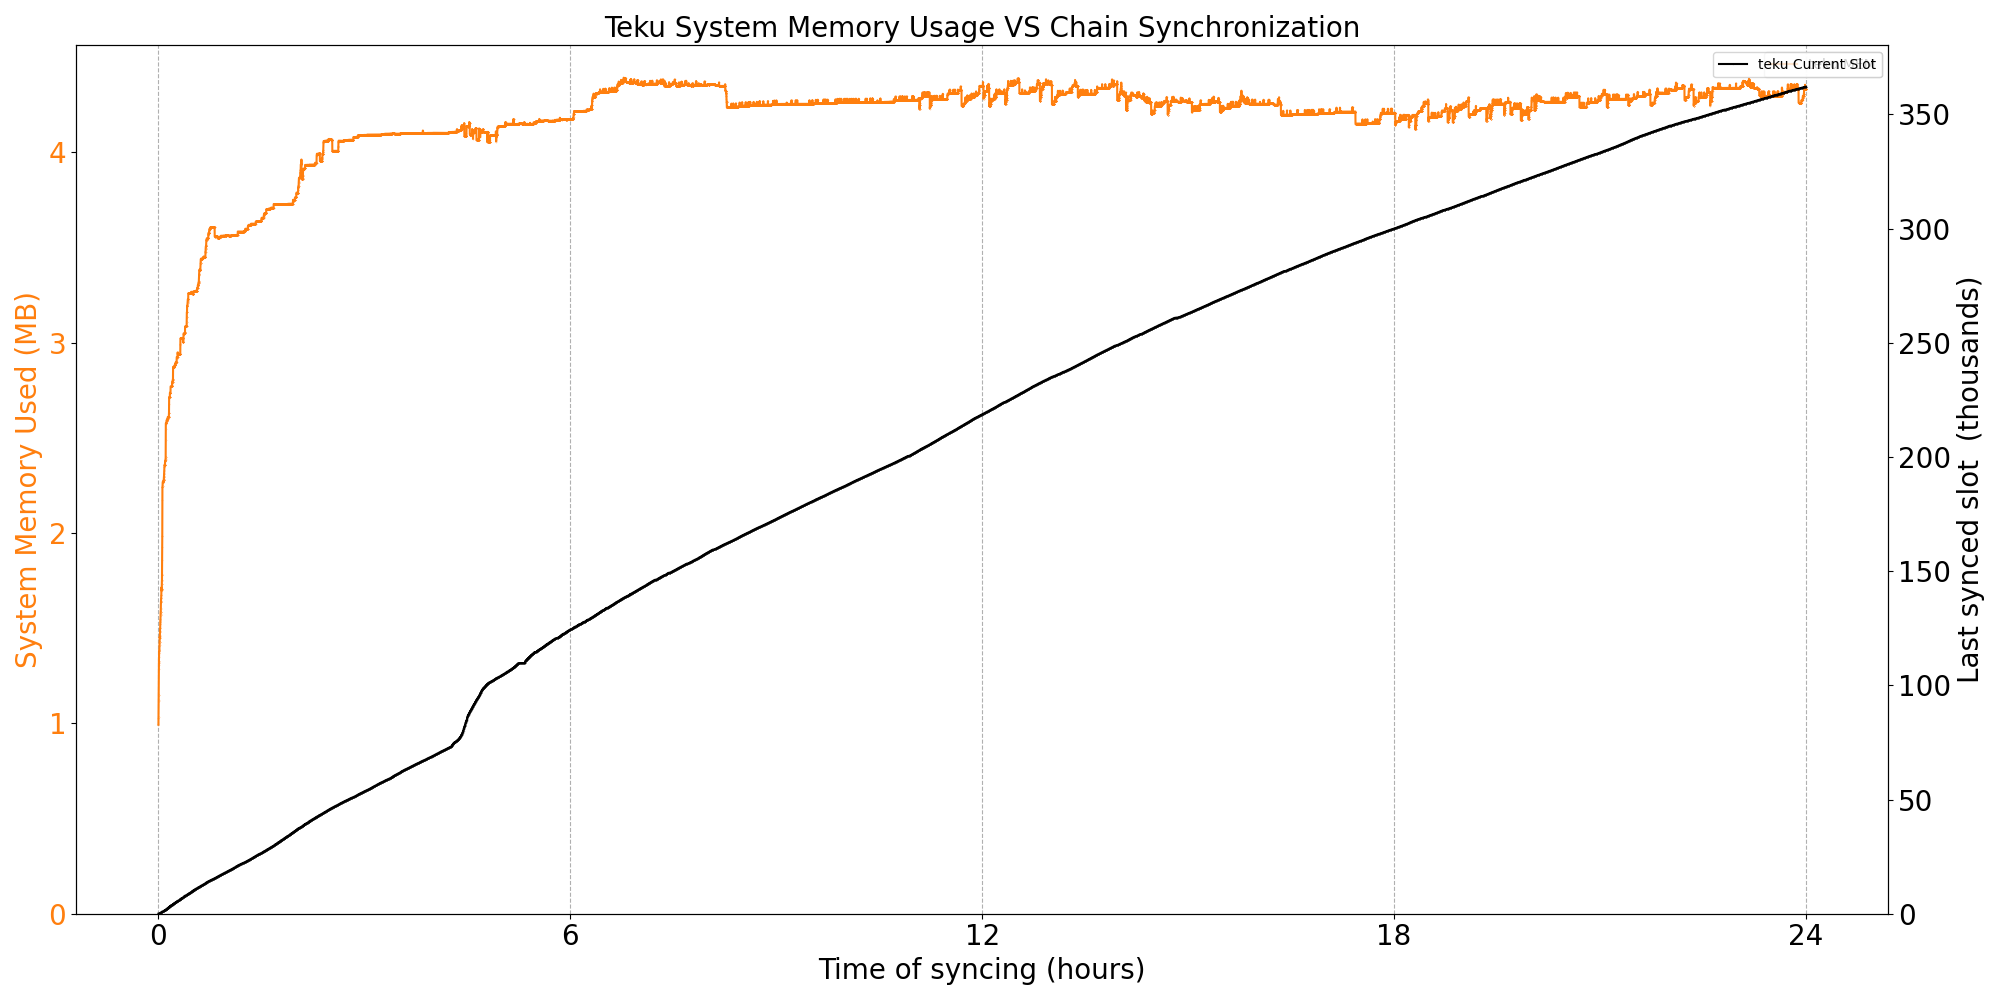 Teku System Memory Usage VS Chain Synchronization
teku Current Slot
System Memory Used (MB)
4
3
2
1
0
350
300
250
200
150
100
50
0
Last synced slot (thousands)
0 6 12 18 24
Time of syncing (hours)